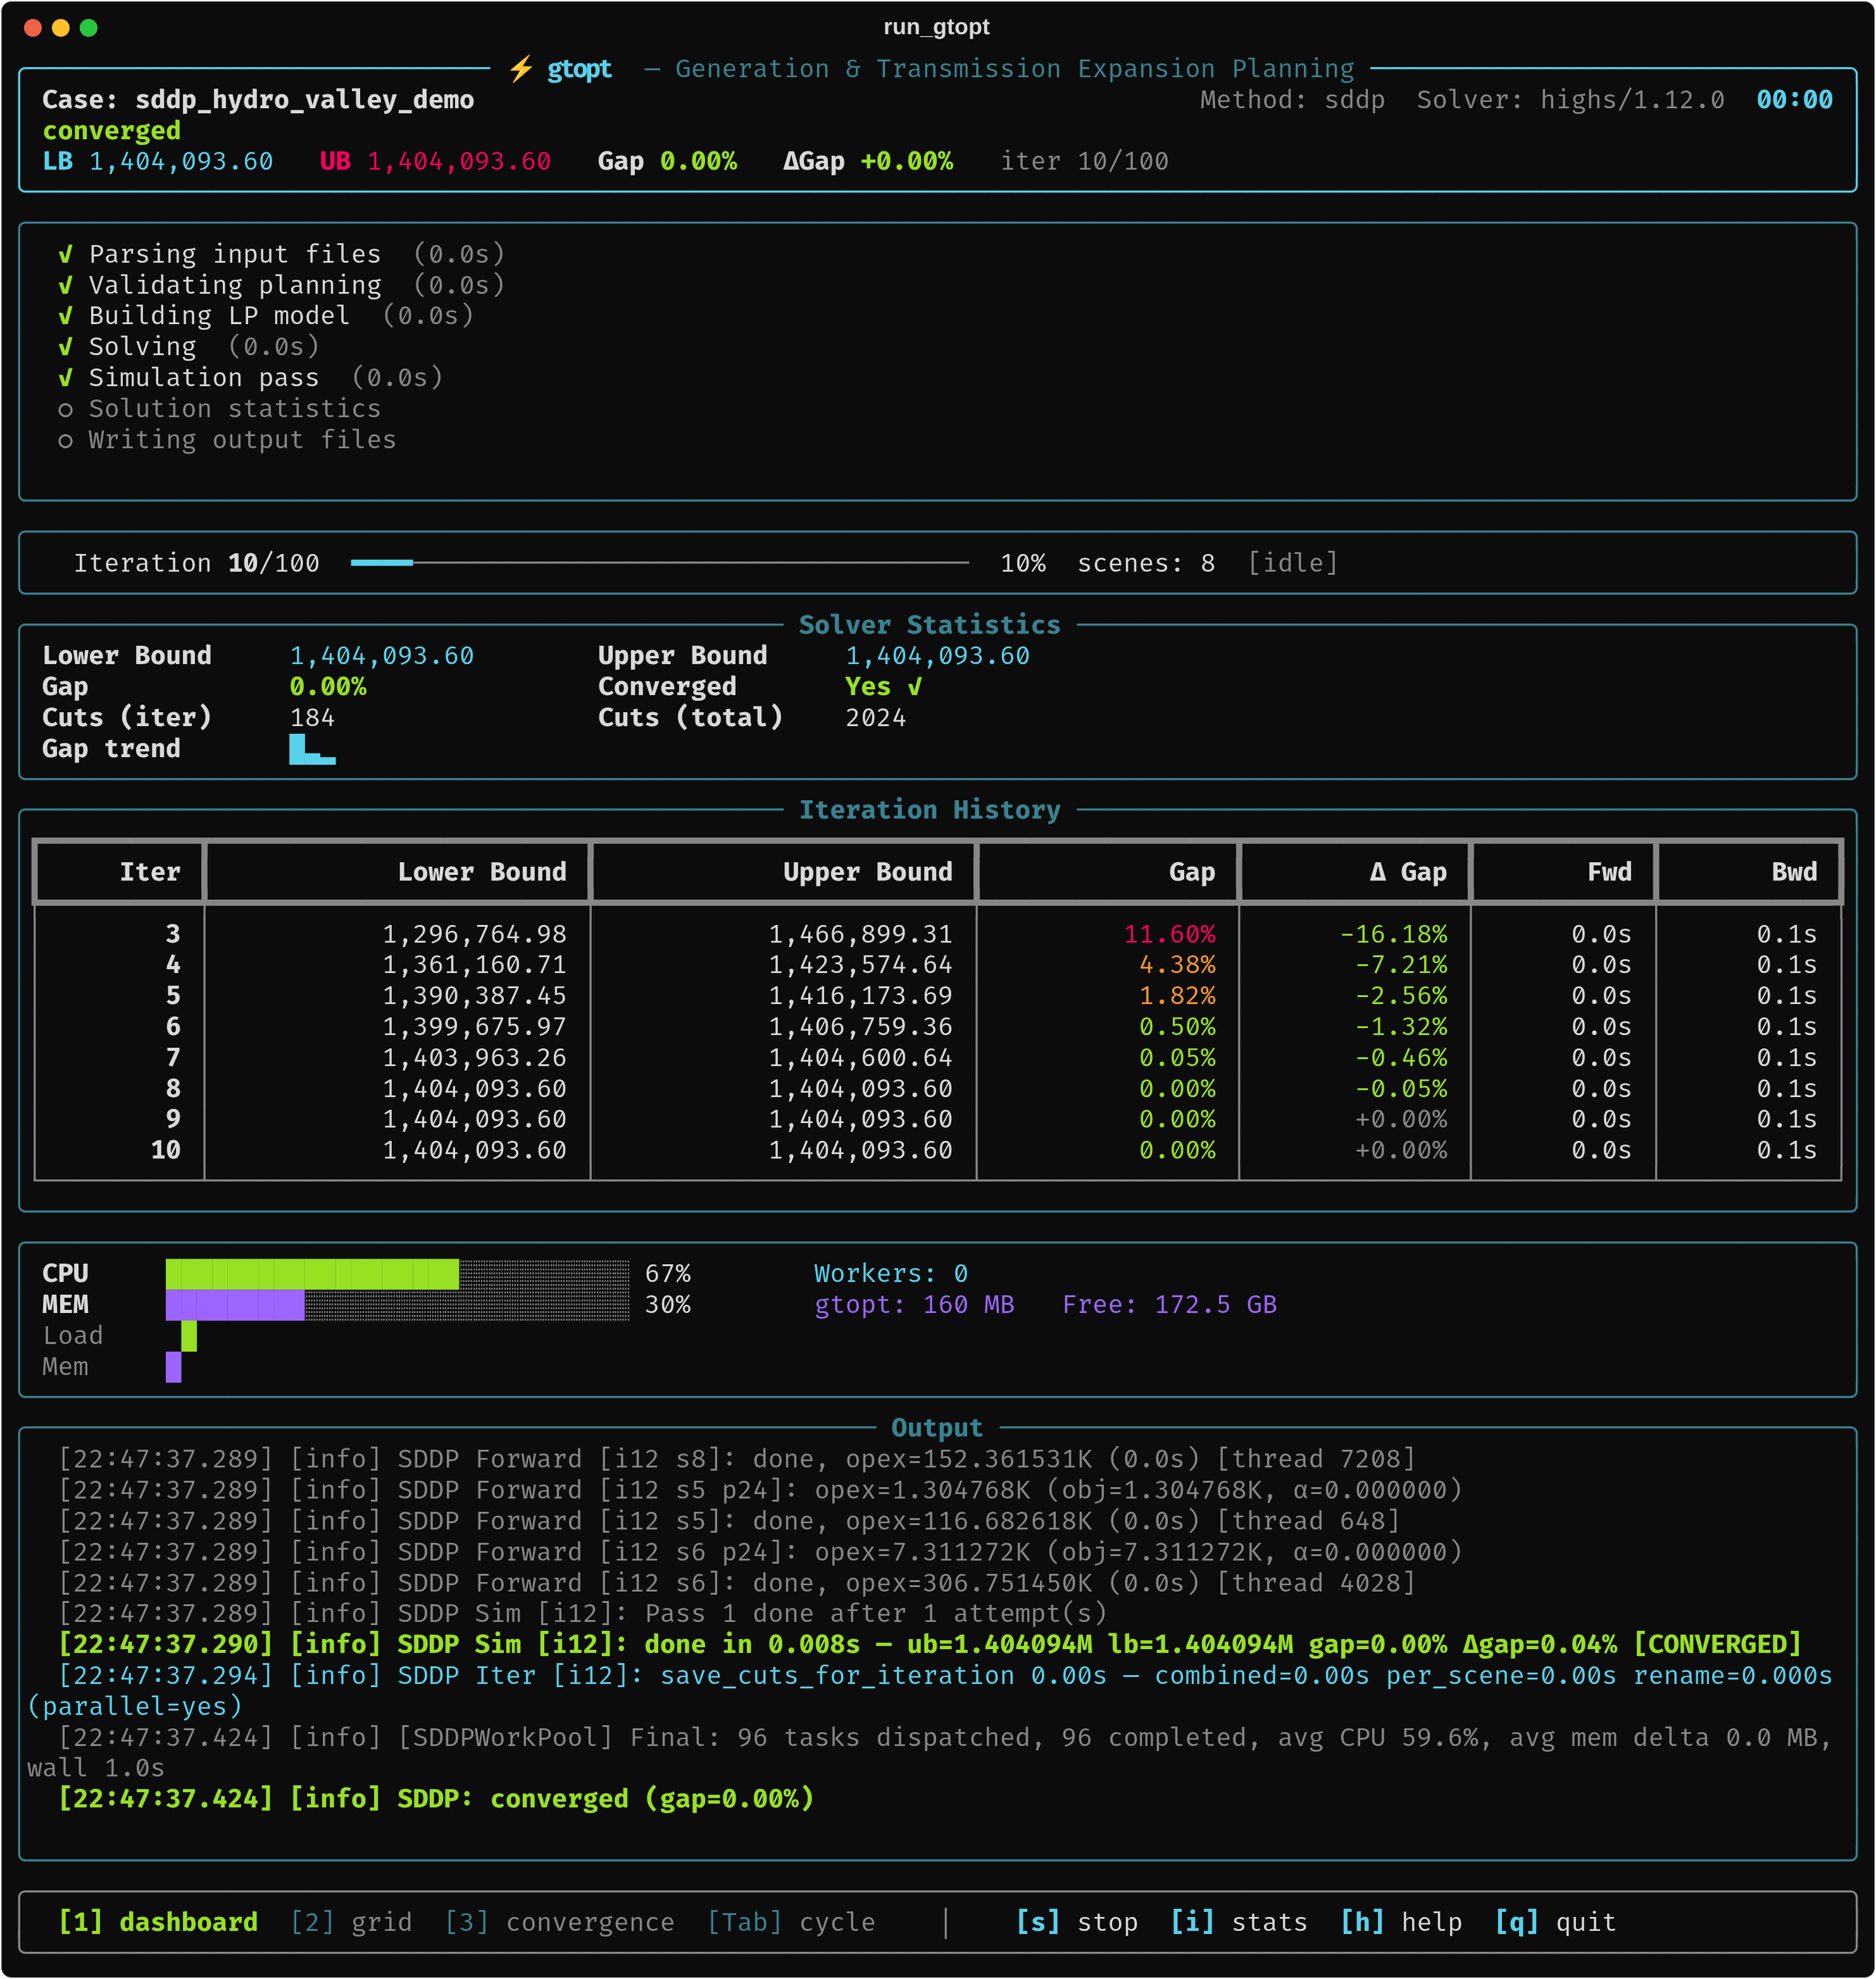 run_gtopt
⚡ gtopt — Generation & Transmission Expansion Planning
Case: sddp_hydro_valley_demo Method: sddp Solver: highs/1.12.0 00:00
converged
LB 1,404,093.60 UB 1,404,093.60 Gap 0.00% ΔGap +0.00% iter 10/100
✓ Parsing input files (0.0s)
✓ Validating planning (0.0s)
✓ Building LP model (0.0s)
✓ Solving (0.0s)
✓ Simulation pass (0.0s)
○ Solution statistics
○ Writing output files
Iteration 10/100 10% scenes: 8 [idle]
Solver Statistics
Lower Bound 1,404,093.60 Upper Bound 1,404,093.60
Gap 0.00% Converged Yes ✓
Cuts (iter) 184 Cuts (total) 2024
Gap trend
Iteration History
Iter Lower Bound Upper Bound Gap Δ Gap Fwd Bwd
3 1,296,764.98 1,466,899.31 11.60% -16.18% 0.0s 0.1s
4 1,361,160.71 1,423,574.64 4.38% -7.21% 0.0s 0.1s
5 1,390,387.45 1,416,173.69 1.82% -2.56% 0.0s 0.1s
6 1,399,675.97 1,406,759.36 0.50% -1.32% 0.0s 0.1s
7 1,403,963.26 1,404,600.64 0.05% -0.46% 0.0s 0.1s
8 1,404,093.60 1,404,093.60 0.00% -0.05% 0.0s 0.1s
9 1,404,093.60 1,404,093.60 0.00% +0.00% 0.0s 0.1s
10 1,404,093.60 1,404,093.60 0.00% +0.00% 0.0s 0.1s
CPU 67% Workers: 0
MEM 30% gtopt: 160 MB Free: 172.5 GB
Load
Mem
Output
[22:47:37.289] [info] SDDP Forward [i12 s8]: done, opex=152.361531K (0.0s) [thread 7208]
[22:47:37.289] [info] SDDP Forward [i12 s5 p24]: opex=1.304768K (obj=1.304768K, α=0.000000)
[22:47:37.289] [info] SDDP Forward [i12 s5]: done, opex=116.682618K (0.0s) [thread 648]
[22:47:37.289] [info] SDDP Forward [i12 s6 p24]: opex=7.311272K (obj=7.311272K, α=0.000000)
[22:47:37.289] [info] SDDP Forward [i12 s6]: done, opex=306.751450K (0.0s) [thread 4028]
[22:47:37.289] [info] SDDP Sim [i12]: Pass 1 done after 1 attempt(s)
[22:47:37.290] [info] SDDP Sim [i12]: done in 0.008s — ub=1.404094M lb=1.404094M gap=0.00% Δgap=0.04% [CONVERGED]
[22:47:37.294] [info] SDDP Iter [i12]: save_cuts_for_iteration 0.00s — combined=0.00s per_scene=0.00s rename=0.000s
(parallel=yes)
[22:47:37.424] [info] [SDDPWorkPool] Final: 96 tasks dispatched, 96 completed, avg CPU 59.6%, avg mem delta 0.0 MB,
wall 1.0s
[22:47:37.424] [info] SDDP: converged (gap=0.00%)
[1] dashboard [2] grid [3] convergence [Tab] cycle │ [s] stop [i] stats [h] help [q] quit